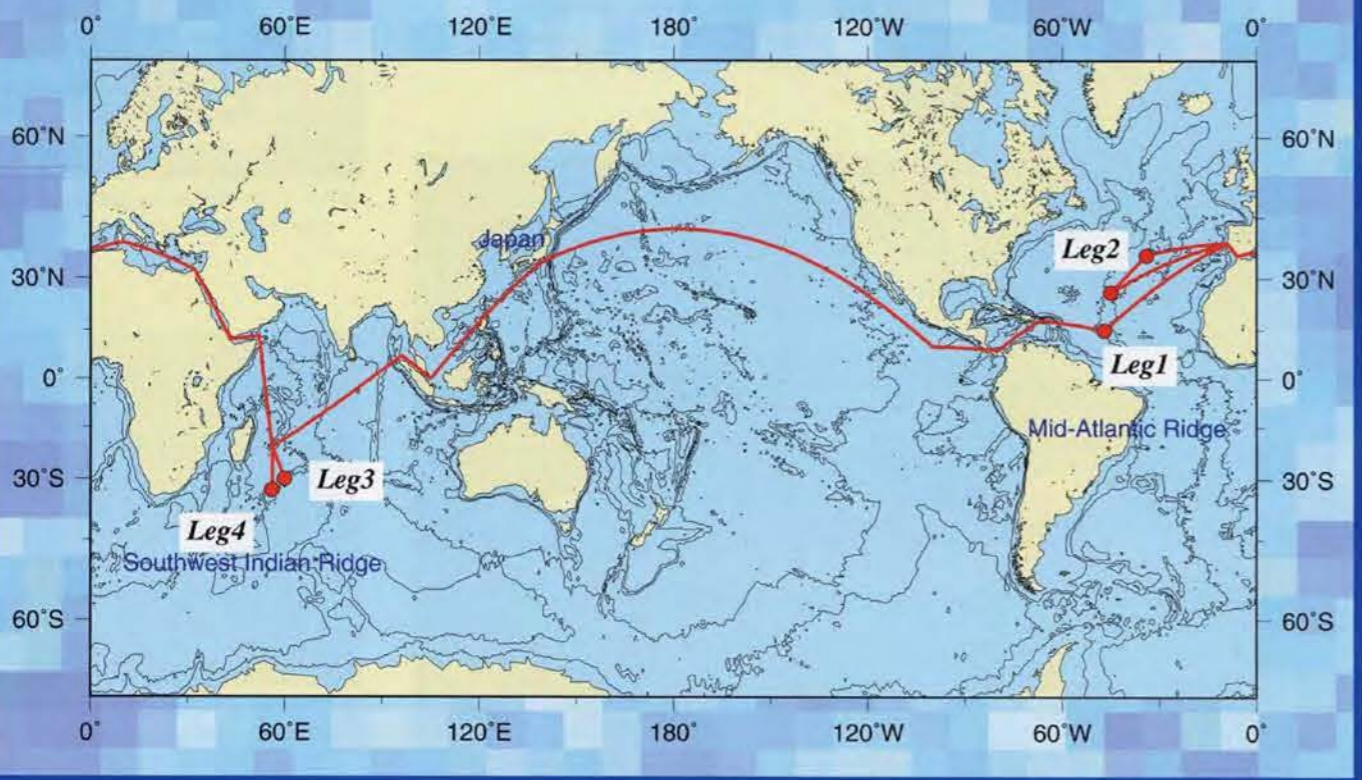 0˚ 60˚E 120˚E 180˚ 120˚W 60˚W 0˚
60˚N 60˚N
Japan
Leg2
30˚N 30˚N
Leg1
0˚ 0˚
Mid-Atlantic Ridge
Leg3
30˚S 30˚S
Leg4
Southwest Indian Ridge
60˚S 60˚S
0˚ 60˚E 120˚E 180˚ 120˚W 60˚W 0˚